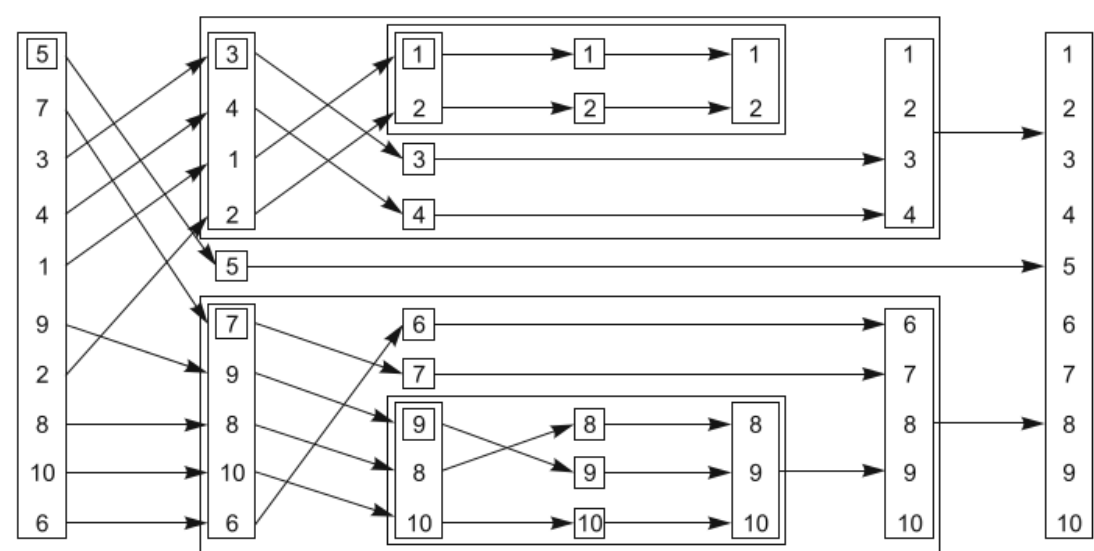 5 3 1 1 1 1 1
7 4 2 2 2 2 2
3 1 3 3 3
4 2 4 4 4
1 5 5
9 7 6 6 6
2 9 7 7 7
8 8 9 8 8 8 8
10 10 8 9 9 9 9
6 6 10 10 10 10 10